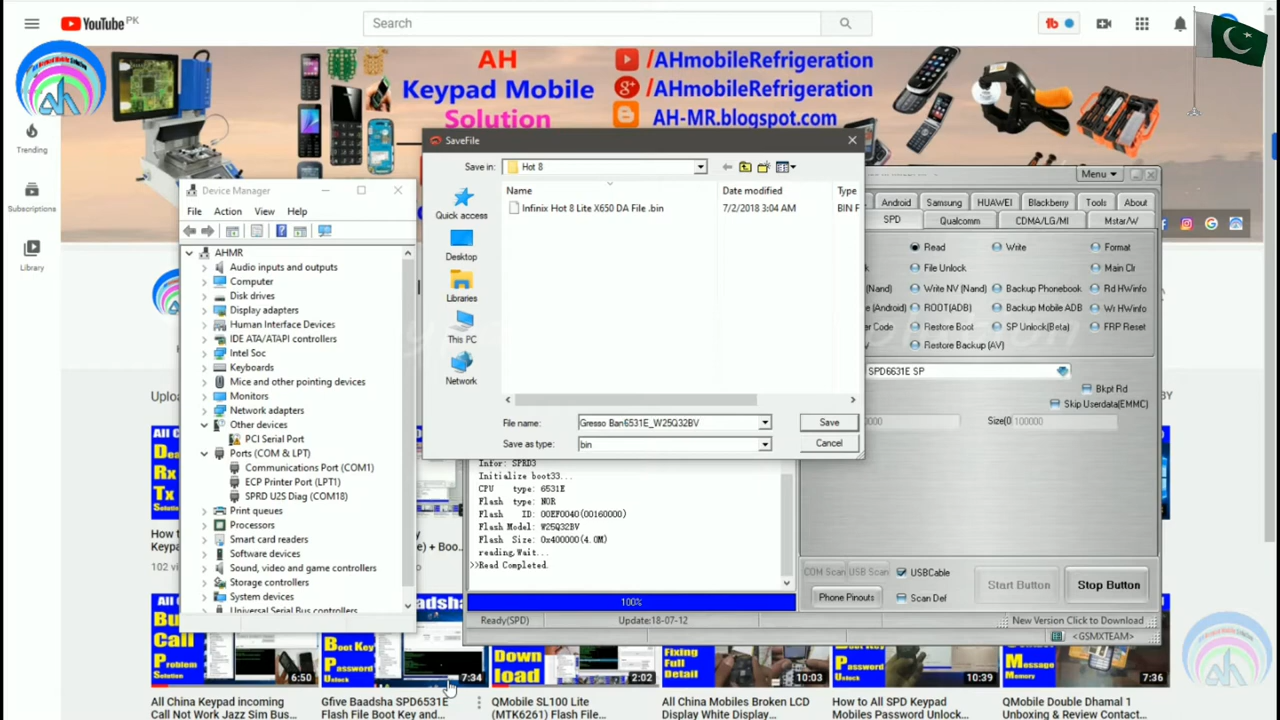 YouTube PK
Search
AH
Keypad Mobile
Solution
/AHmobileRefrigeration
/AHmobileRefrigeration
AH-MR.blogspot.com
Trending
Subscriptions
Library
SaveFile
Save in:
Hot 8
Name
Date modified
Type
Infinix Hot 8 Lite X650 DA File .bin
7/2/2018 3:04 AM
BIN F
Quick access
Desktop
Libraries
This PC
Network
File name:
Gresso Ban6531E_W25Q32BV
Save
Save as type:
bin
Cancel
Device Manager
File Action View Help
AHMR
Audio inputs and outputs
Computer
Disk drives
Display adapters
Human Interface Devices
IDE ATA/ATAPI controllers
Intel Soc
Keyboards
Mice and other pointing devices
Monitors
Network adapters
Other devices
PCI Serial Port
Ports (COM & LPT)
Communications Port (COM1)
ECP Printer Port (LPT1)
SPRD U2S Diag (COM18)
Print queues
Processors
Smart card readers
Software devices
Sound, video and game controllers
Storage controllers
System devices
Universal Serial Bus controllers
Menu
Android Samsung HUAWEI Blackberry Tools About
SPD Qualcomm CDMA/LG/MI Mstar/W
Read Write Format
File Unlock Main Clr
(Nand) Write NV (Nand) Backup Phonebook Rd HWinfo
(Android) ROOT(ADB) Backup Mobile ADB Wr HWinfo
er Code Restore Boot SP Unlock(Beta) FRP Reset
Restore Backup (AV)
SPD6631E SP
Bkpt Rd
Skip Userdata(EMMC)
Size(0 100000
Infor: SPRD3
Initialize boot33...
CPU type: 6531E
Flash type: NOR
Flash ID: 00EF0040(00160000)
Flash Model: W25Q32BV
Flash Size: 0x400000(4.0M)
reading,Wait...
>>Read Completed.
100%
COM Scan USB Scan USBCable
Phone Pinouts Scan Def
Start Button
Stop Button
Ready(SPD)
Update:18-07-12
New Version Click to Download
<GSMXTEAM>
Uploa
How t
Keypa
102 vi
) + Boo...
6:50
7:34
2:02
10:03
10:39
7:36
All China Keypad incoming
Call Not Work Jazz Sim Bus...
Gfive Baadsha SPD6531E
Flash File Boot Key and...
QMobile SL100 Lite
(MTK6261) Flash File...
All China Mobiles Broken LCD
Display White Display...
How to All SPD Keypad
Mobiles Password Unlock...
QMobile Double Dhamal 1
Unboxing & Review Contact...